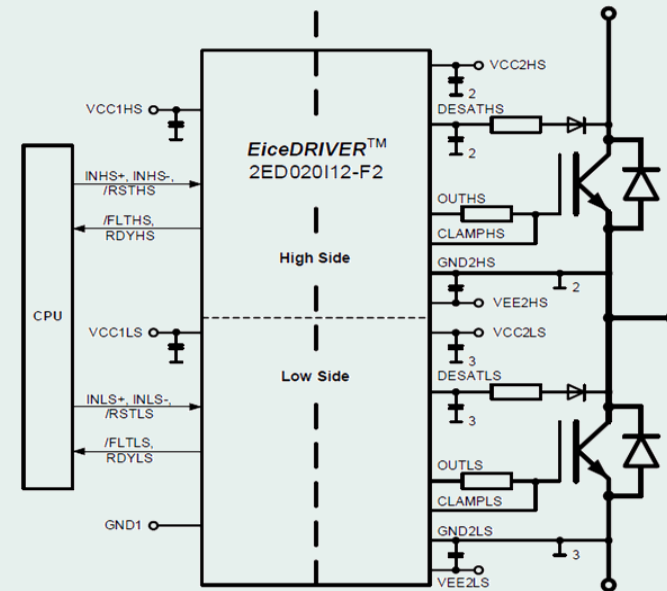 VCC2HS
2
VCC1HS
DESATHS
EiceDRIVER™
2ED020I12-F2
2
INHS+, INHS-,
/RSTHS
OUTHS
/FLTHS,
RDYHS
CLAMPHS
High Side
GND2HS
2
VEE2HS
CPU
VCC1LS
VCC2LS
3
Low Side
DESATLS
INLS+, INLS-,
/RSTLS
3
/FLTLS,
RDYLS
OUTLS
CLAMPLS
GND1
GND2LS
3
VEE2LS